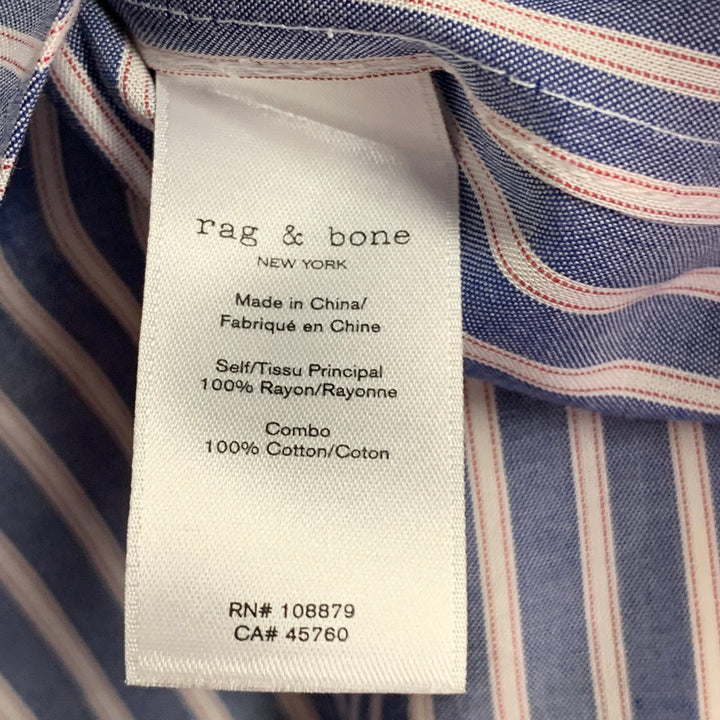 rag & bone
NEW YORK
Made in China/
Fabriqué en Chine
Self/Tissu Principal
100% Rayon/Rayonne
Combo
100% Cotton/Coton
RN# 108879
CA# 45760